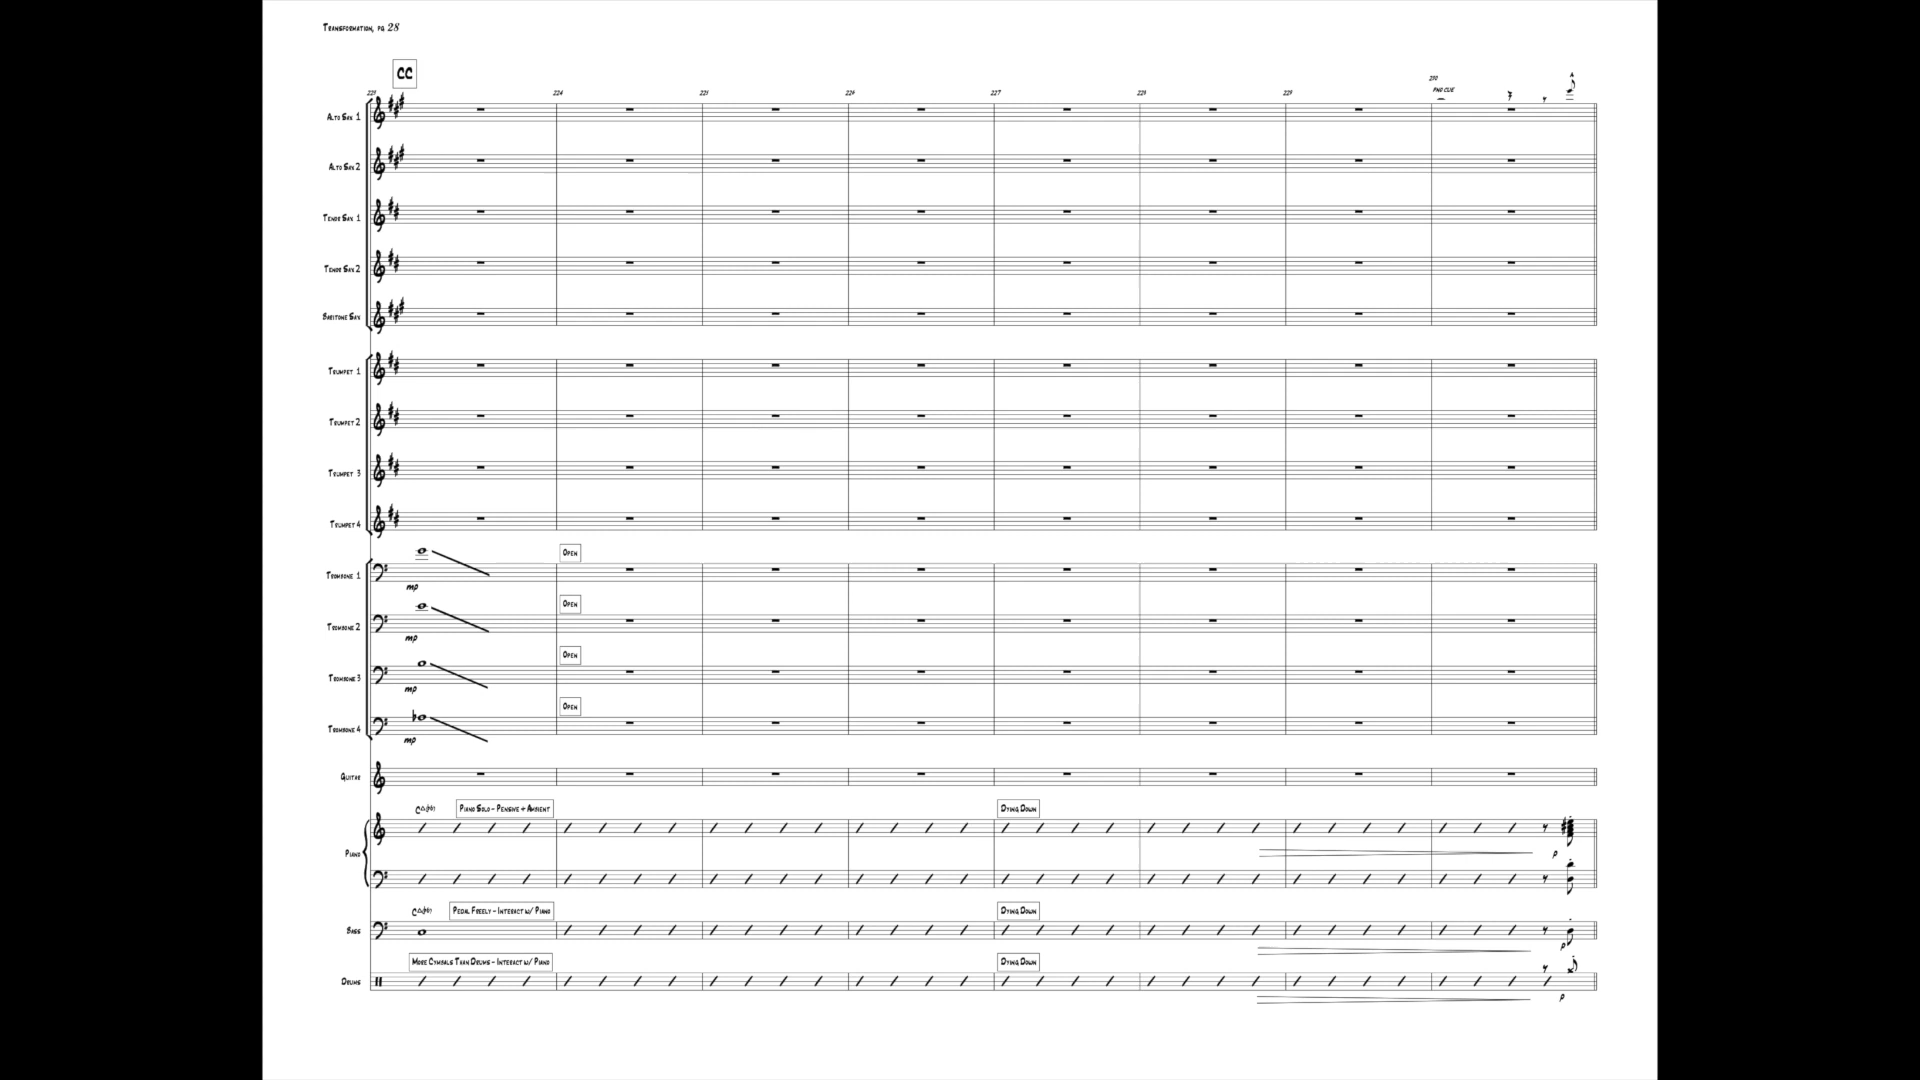 Transformation, pg 28
CC
223 224 225 226 227 228 229 230
PNO CUE
Alto Sax 1
Alto Sax 2
Tenor Sax 1
Tenor Sax 2
Baritone Sax
Trumpet 1
Trumpet 2
Trumpet 3
Trumpet 4
Open
Trombone 1
mp
Open
Trombone 2
mp
Open
Trombone 3
mp
Open
Trombone 4
mp
Guitar
Piano Solo - Pensive + Ambient
Dying Down
Piano
p
Pedal Freely - Interact w/ Piano
Dying Down
Bass
p
More Cymbals Than Drums - Interact w/ Piano
Dying Down
Drums
p